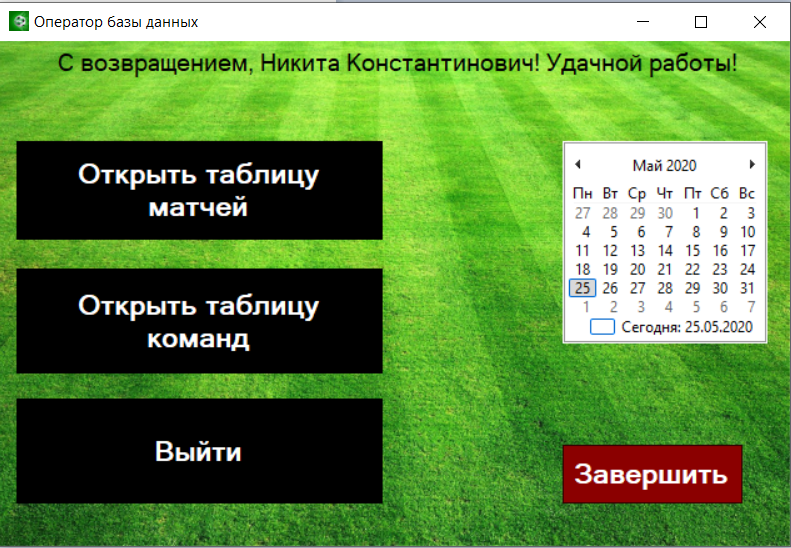 Оператор базы данных
С возвращением, Никита Константинович! Удачной работы!
Открыть таблицу
матчей
Открыть таблицу
команд
Выйти
Май 2020
Пн Вт Ср Чт Пт Сб Вс
27 28 29 30 1 2 3
4 5 6 7 8 9 10
11 12 13 14 15 16 17
18 19 20 21 22 23 24
25 26 27 28 29 30 31
1 2 3 4 5 6 7
Сегодня: 25.05.2020
Завершить